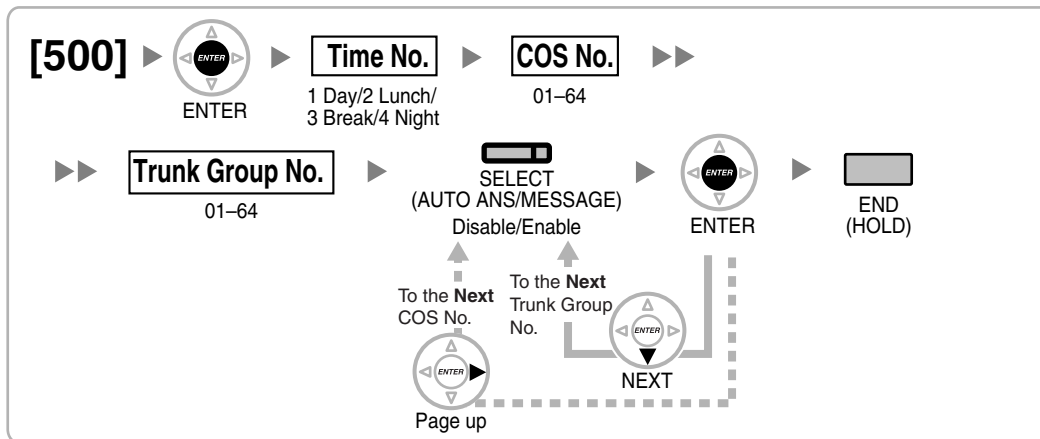 [500]
ENTER
ENTER
Time No.
1 Day/2 Lunch/
3 Break/4 Night
COS No.
01–64
Trunk Group No.
01–64
SELECT
(AUTO ANS/MESSAGE)
Disable/Enable
ENTER
ENTER
END
(HOLD)
To the Next
COS No.
ENTER
Page up
To the Next
Trunk Group
No.
ENTER
NEXT